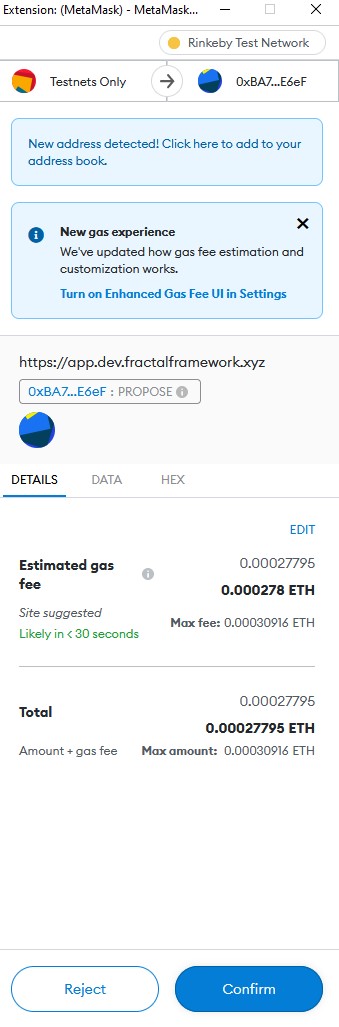 Extension: (MetaMask) - MetaMask...
Rinkeby Test Network
Testnets Only
0xBA7...E6eF
New address detected! Click here to add to your
address book.
New gas experience
We've updated how gas fee estimation and
customization works.
Turn on Enhanced Gas Fee UI in Settings
https://app.dev.fractalframework.xyz
0xBA7...E6eF : PROPOSE
DETAILS
DATA
HEX
EDIT
Estimated gas
fee
0.00027795
0.000278 ETH
Site suggested
Likely in < 30 seconds
Max fee: 0.00030916 ETH
Total
0.00027795
0.00027795 ETH
Amount + gas fee
Max amount: 0.00030916 ETH
Reject
Confirm